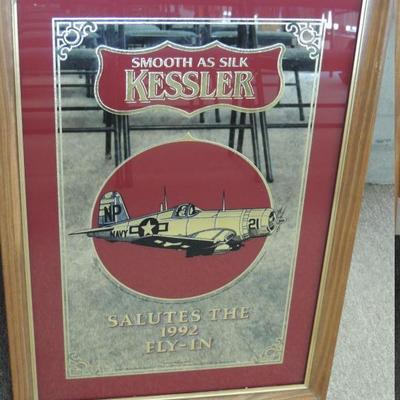 SMOOTH AS SILK
KESSLER
NP
NAVY
21
SALUTES THE
1992
FLY-IN